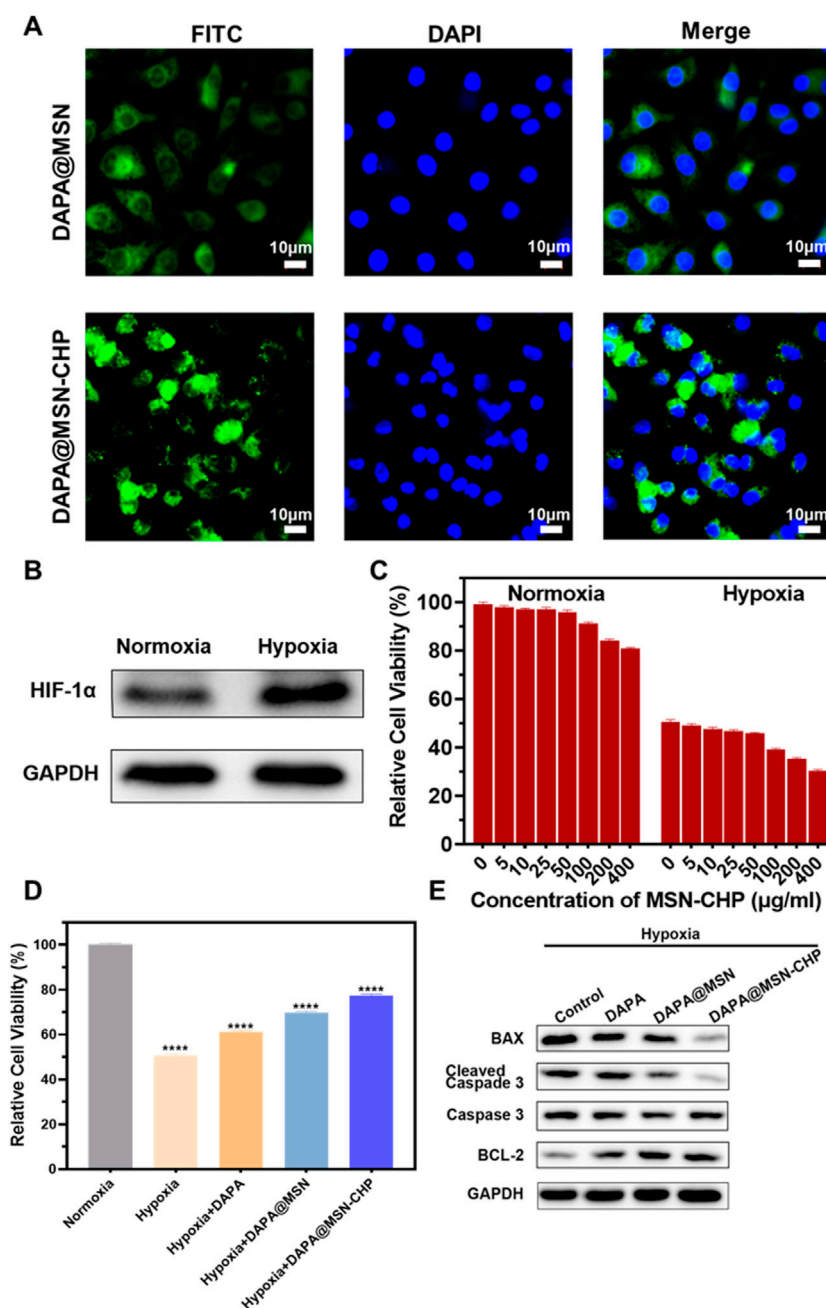 A
FITC
DAPI
Merge
DAPA@MSN
10μm
10μm
10μm
DAPA@MSN-CHP
10μm
10μm
10μm
B
Normoxia
Hypoxia
HIF-1α
GAPDH
C
Normoxia
Hypoxia
Relative Cell Viability (%)
100
80
60
40
20
0
0
5
10
25
50
100
200
400
0
5
10
25
50
100
200
400
Concentration of MSN-CHP (μg/ml)
D
Relative Cell Viability (%)
100
80
60
40
20
0
****
****
****
****
Normoxia
Hypoxia
Hypoxia+DAPA
Hypoxia+DAPA@MSN
Hypoxia+DAPA@MSN-CHP
E
Hypoxia
Control
DAPA
DAPA@MSN
DAPA@MSN-CHP
BAX
Cleaved
Caspade 3
Caspase 3
BCL-2
GAPDH